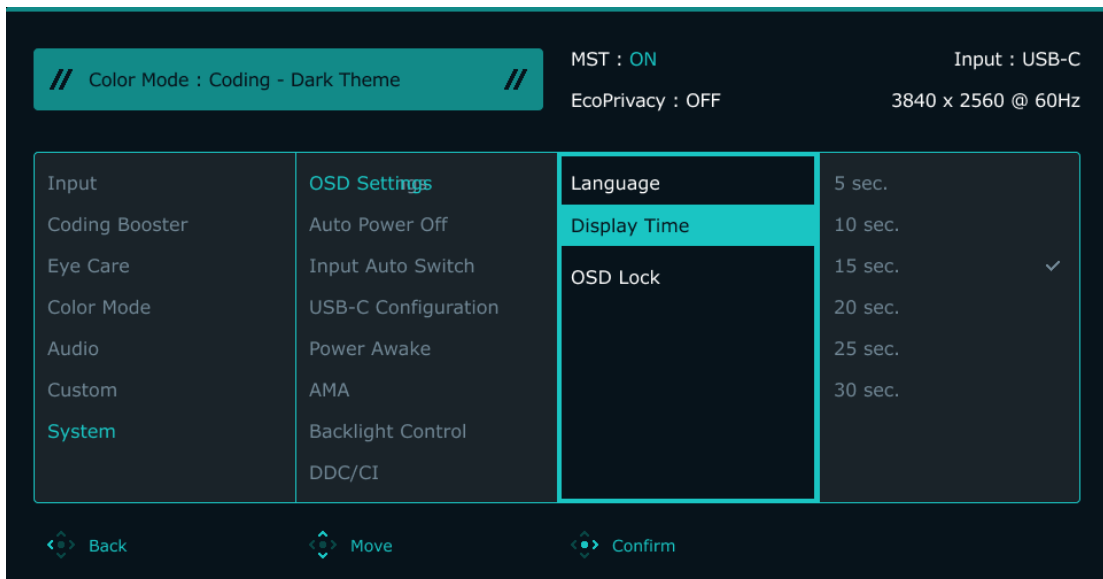 Color Mode : Coding - Dark Theme
MST : ON
Input : USB-C
EcoPrivacy : OFF
3840 x 2560 @ 60Hz
Input
Coding Booster
Eye Care
Color Mode
Audio
Custom
System
OSD Settings
Auto Power Off
Input Auto Switch
USB-C Configuration
Power Awake
AMA
Backlight Control
DDC/CI
Language
Display Time
OSD Lock
5 sec.
10 sec.
15 sec.
20 sec.
25 sec.
30 sec.
Back
Move
Confirm